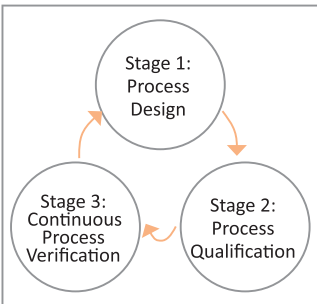 Stage 1:
Process
Design
Stage 2:
Process
Qualification
Stage 3:
Continuous
Process
Verification